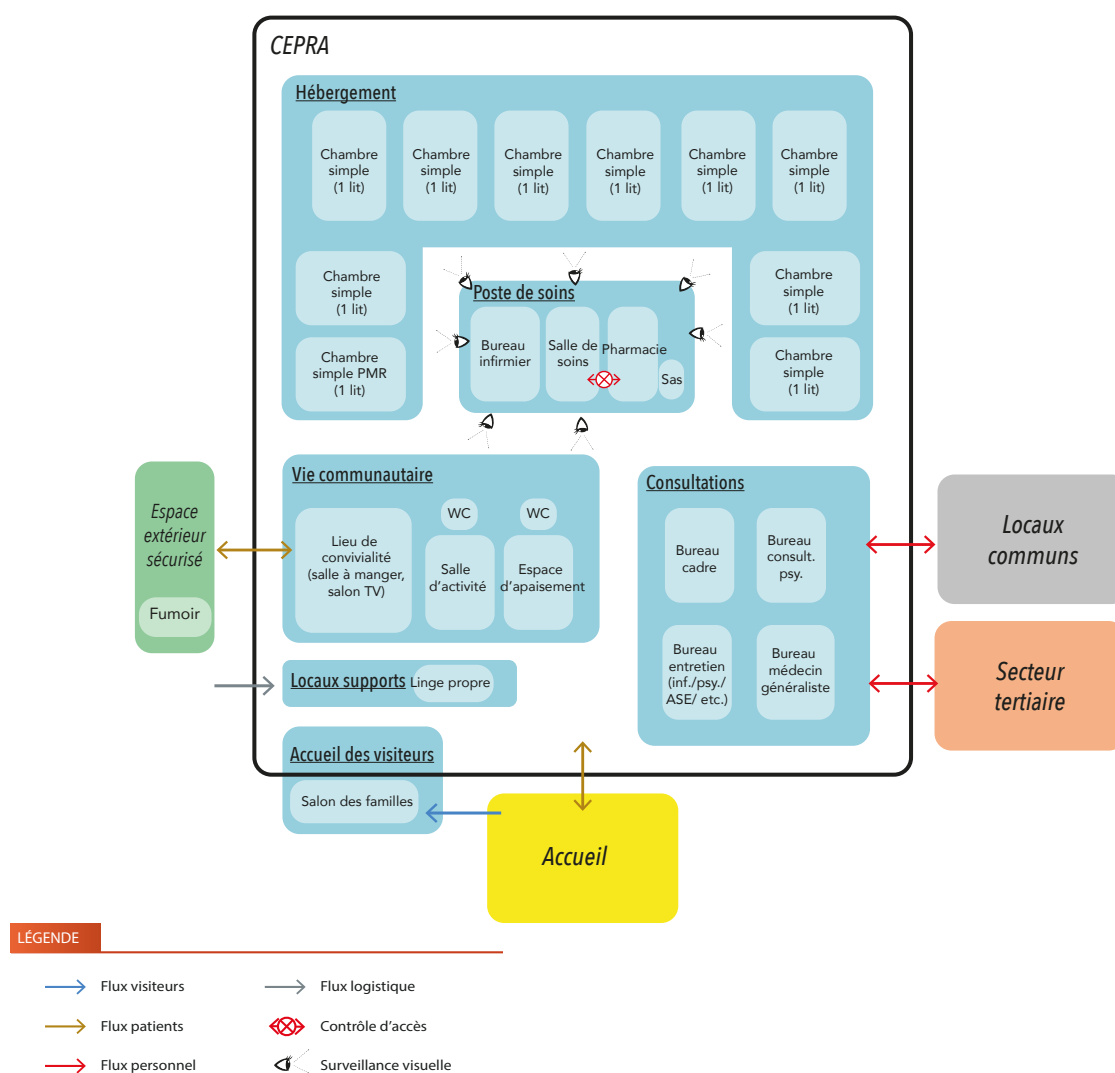 CEPRA
Hébergement
Chambre
simple
(1 lit)
Chambre
simple
(1 lit)
Chambre
simple
(1 lit)
Chambre
simple
(1 lit)
Chambre
simple
(1 lit)
Chambre
simple
(1 lit)
Chambre
simple
(1 lit)
Chambre
simple PMR
(1 lit)
Poste de soins
Bureau
infirmier
Salle de
soins
Pharmacie
Sas
Chambre
simple
(1 lit)
Chambre
simple
(1 lit)
Espace
extérieur
sécurisé
Fumoir
Vie communautaire
Lieu de
convivialité
(salle à manger,
salon TV)
WC
Salle
d'activité
WC
Espace
d'apaisement
Consultations
Bureau
cadre
Bureau
consult.
psy.
Bureau
entretien
(inf./psy./
ASE/ etc.)
Bureau
médecin
généraliste
Locaux
communs
Secteur
tertiaire
Locaux supports
Linge propre
Accueil des visiteurs
Salon des familles
Accueil
LÉGENDE
Flux visiteurs
Flux patients
Flux personnel
Flux logistique
Contrôle d'accès
Surveillance visuelle